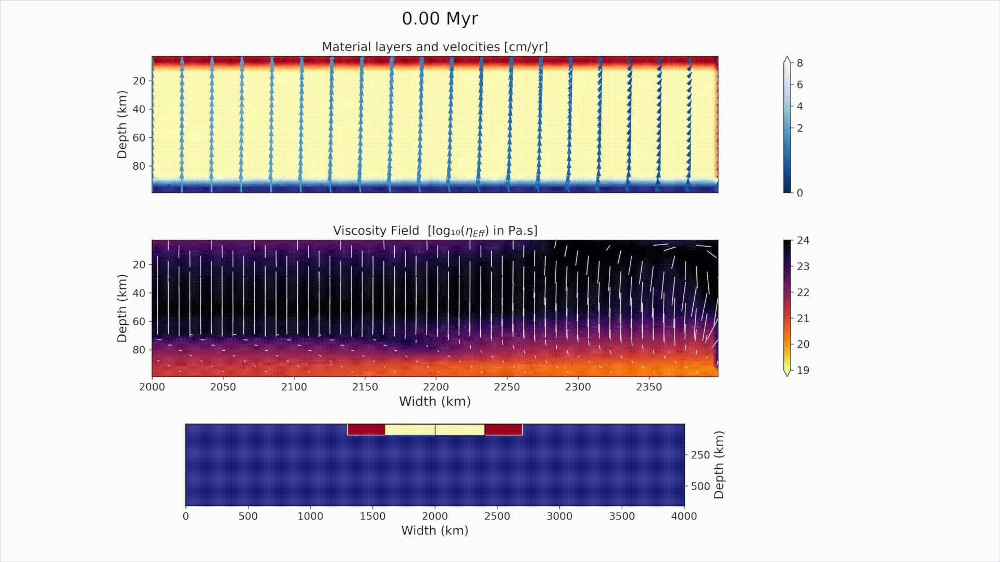 0.00 Myr
Material layers and velocities [cm/yr]
Depth (km)
20
40
60
80
8
6
4
2
0
Viscosity Field [log₁₀(η_Eff) in Pa.s]
Depth (km)
20
40
60
80
24
23
22
21
20
19
2000 2050 2100 2150 2200 2250 2300 2350
Width (km)
250
500
Depth (km)
0 500 1000 1500 2000 2500 3000 3500 4000
Width (km)